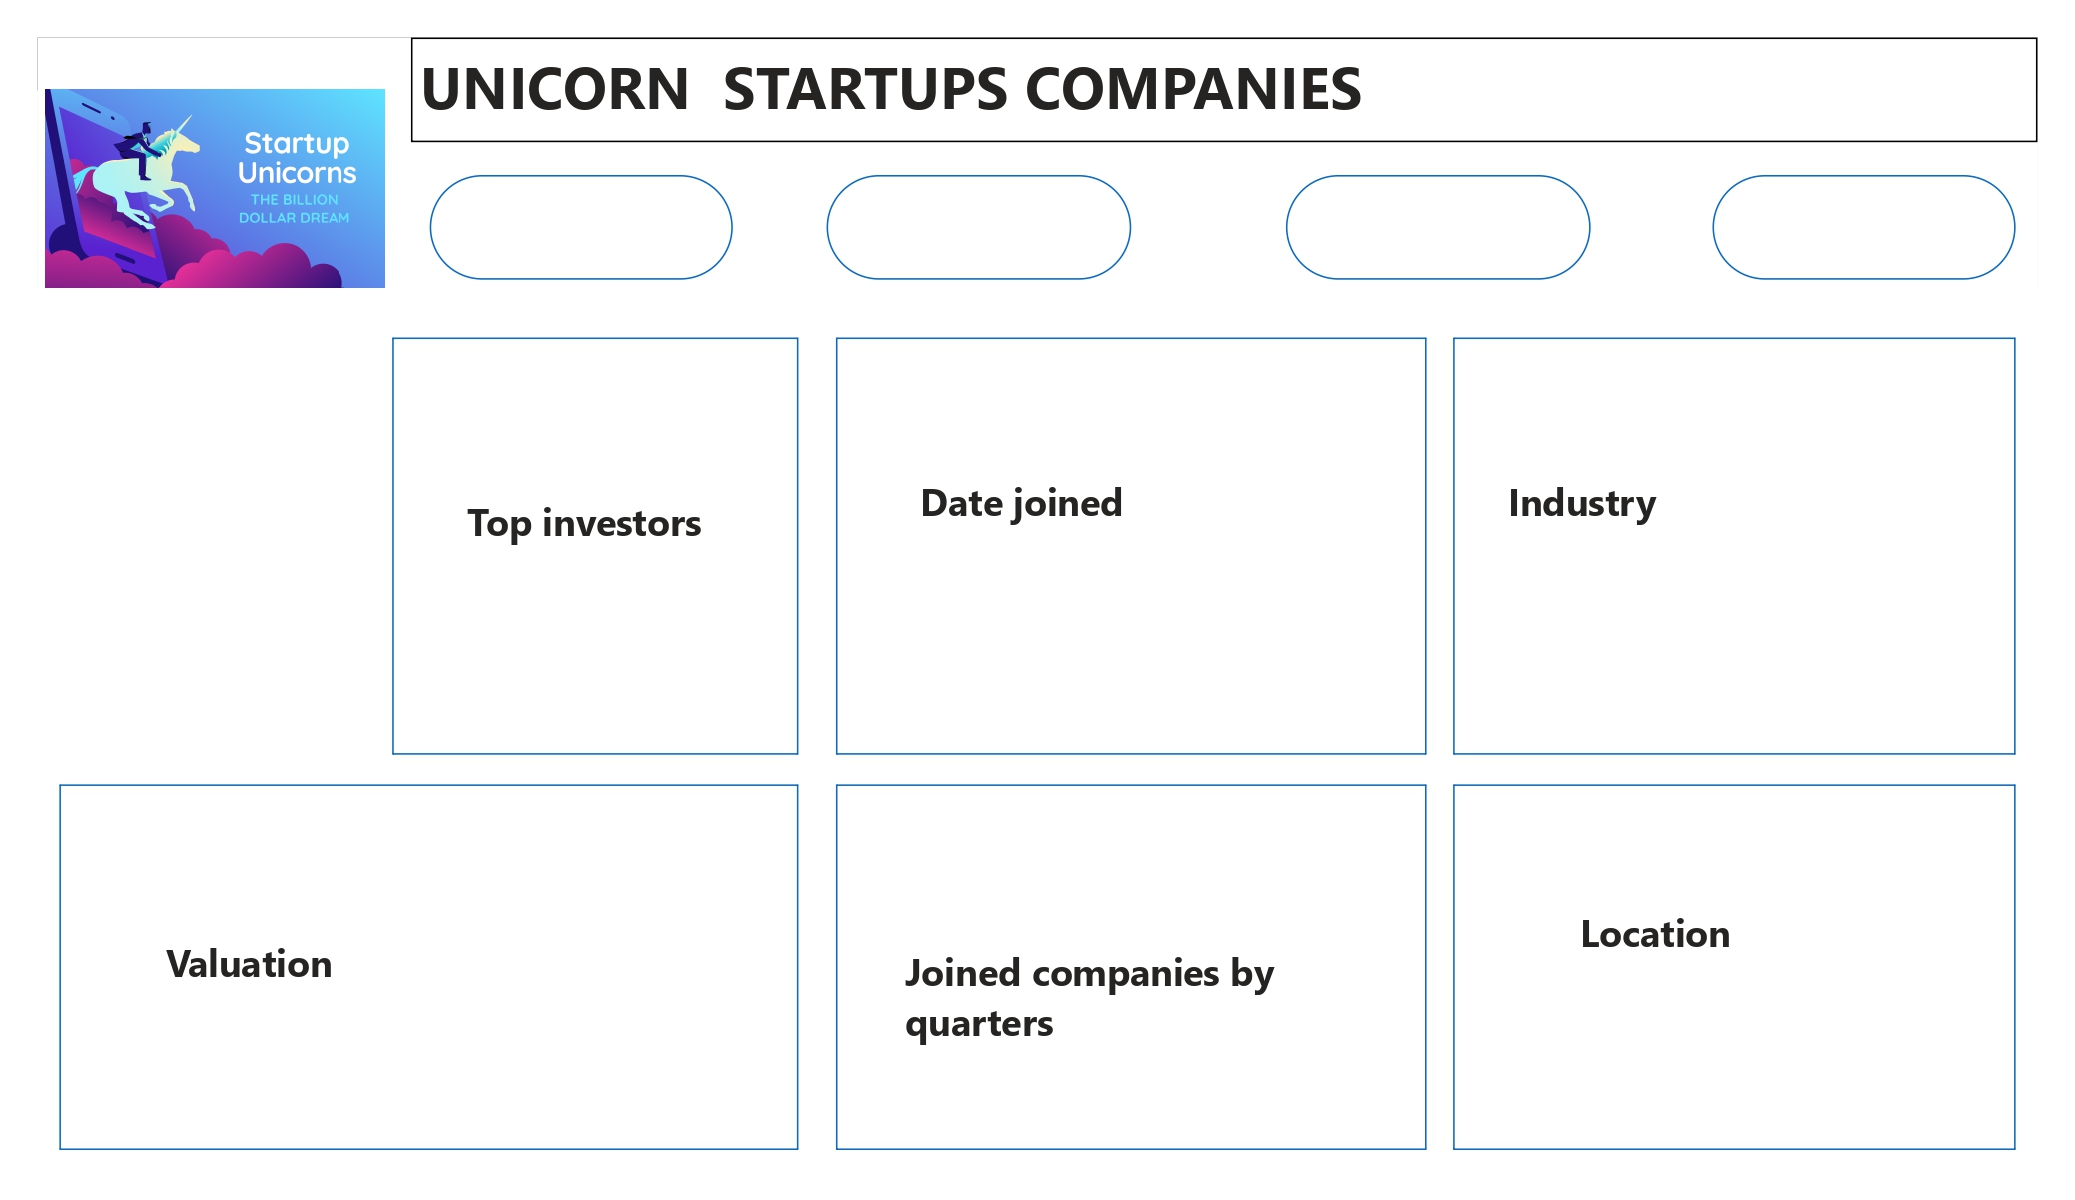 UNICORN  STARTUPS COMPANIES
Startup
Unicorns
THE BILLION
DOLLAR DREAM
Top investors
Date joined
Industry
Valuation
Joined companies by
quarters
Location